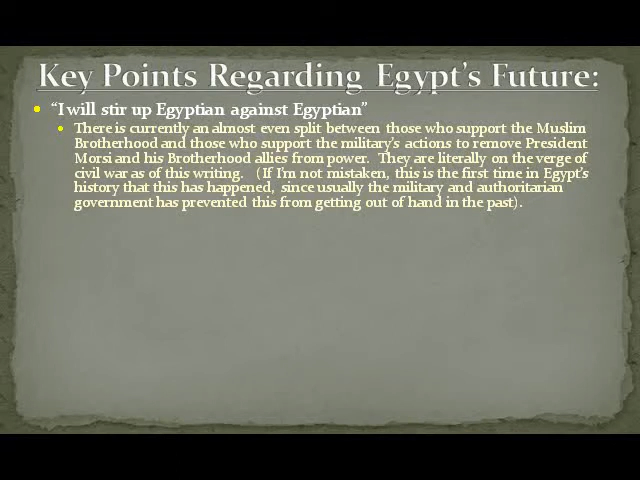 Key Points Regarding Egypt's Future:
“I will stir up Egyptian against Egyptian”
There is currently an almost even split between those who support the Muslim
Brotherhood and those who support the military's actions to remove President
Morsi and his Brotherhood allies from power. They are literally on the verge of
civil war as of this writing. (If I'm not mistaken, this is the first time in Egypt's
history that this has happened, since usually the military and authoritarian
government has prevented this from getting out of hand in the past).